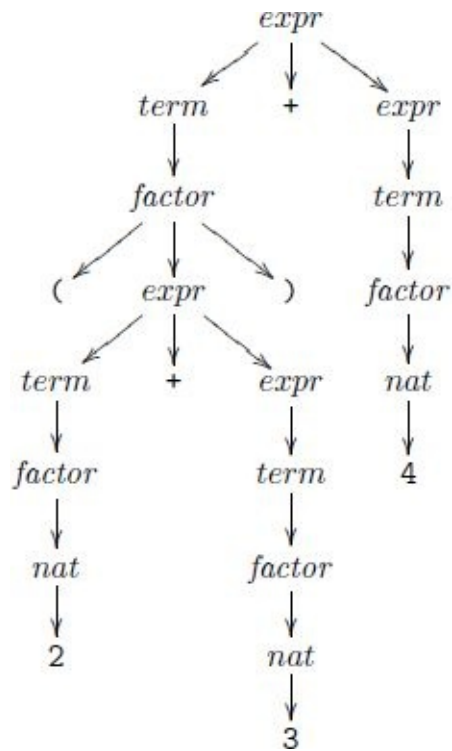 expr
term + expr
factor term
( expr ) factor
term + expr nat
factor term 4
nat factor
2 nat
3